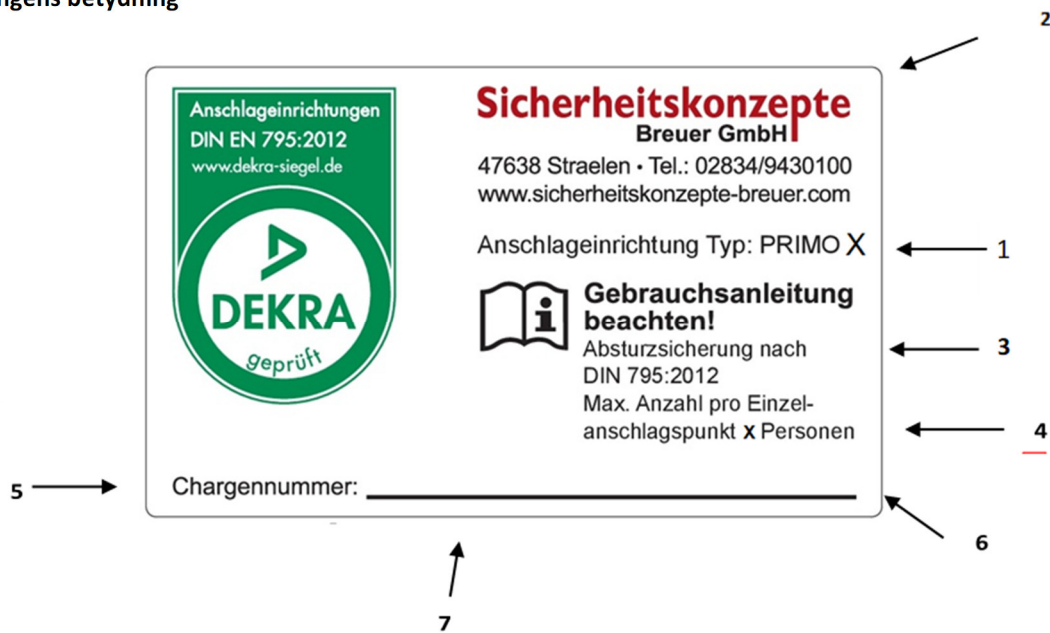 betydning
2
Anschlageinrichtungen
DIN EN 795:2012
www.dekra-siegel.de
DEKRA
geprüft
Sicherheitskonzepte
Breuer GmbH
47638 Straelen · Tel.: 02834/9430100
www.sicherheitskonzepte-breuer.com
Anschlageinrichtung Typ: PRIMO X
1
Gebrauchsanleitung
beachten!
Absturzsicherung nach
3
DIN 795:2012
Max. Anzahl pro Einzel-
anschlagspunkt x Personen
4
5
Chargennummer:
6
7